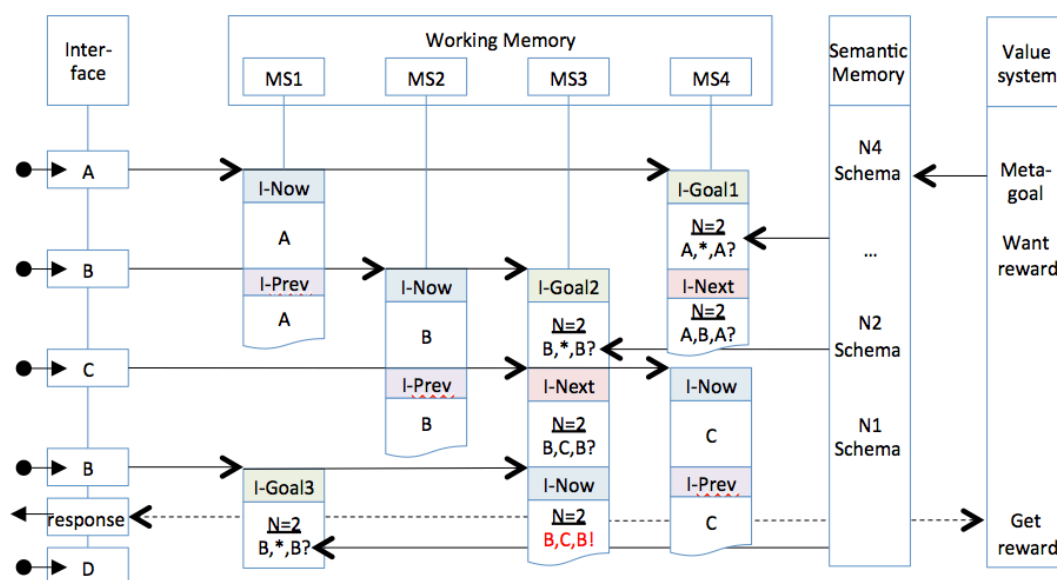 Inter-
face
Working Memory
MS1
MS2
MS3
MS4
Semantic
Memory
Value
system
A
I-Now
A
I-Prev
A
I-Goal1
N=2
A,*,A?
I-Next
N=2
A,B,A?
N4
Schema
...
N2
Schema
N1
Schema
Meta-
goal
Want
reward
B
I-Now
B
I-Prev
B
I-Goal2
N=2
B,*,B?
I-Next
N=2
B,C,B?
I-Now
N=2
B,C,B!
C
I-Now
C
I-Prev
C
B
I-Goal3
N=2
B,*,B?
response
Get
reward
D